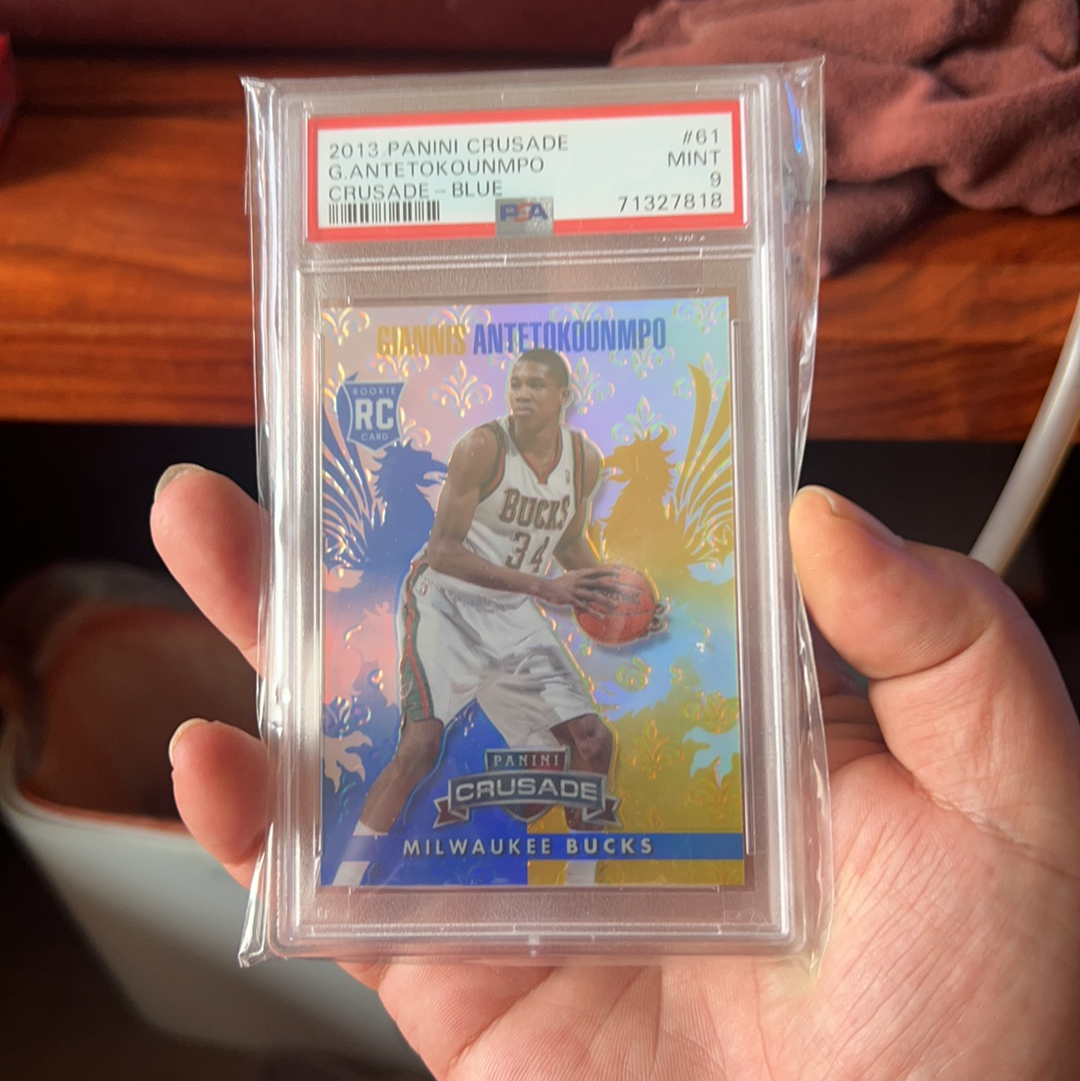 2013 PANINI CRUSADE #61
G.ANTETOKOUNMPO MINT
CRUSADE - BLUE 9
PSA 71327818
GIANNIS ANTETOKOUNMPO
ROOKIE
RC
CARD
BUCKS
34
PANINI
CRUSADE
MILWAUKEE BUCKS